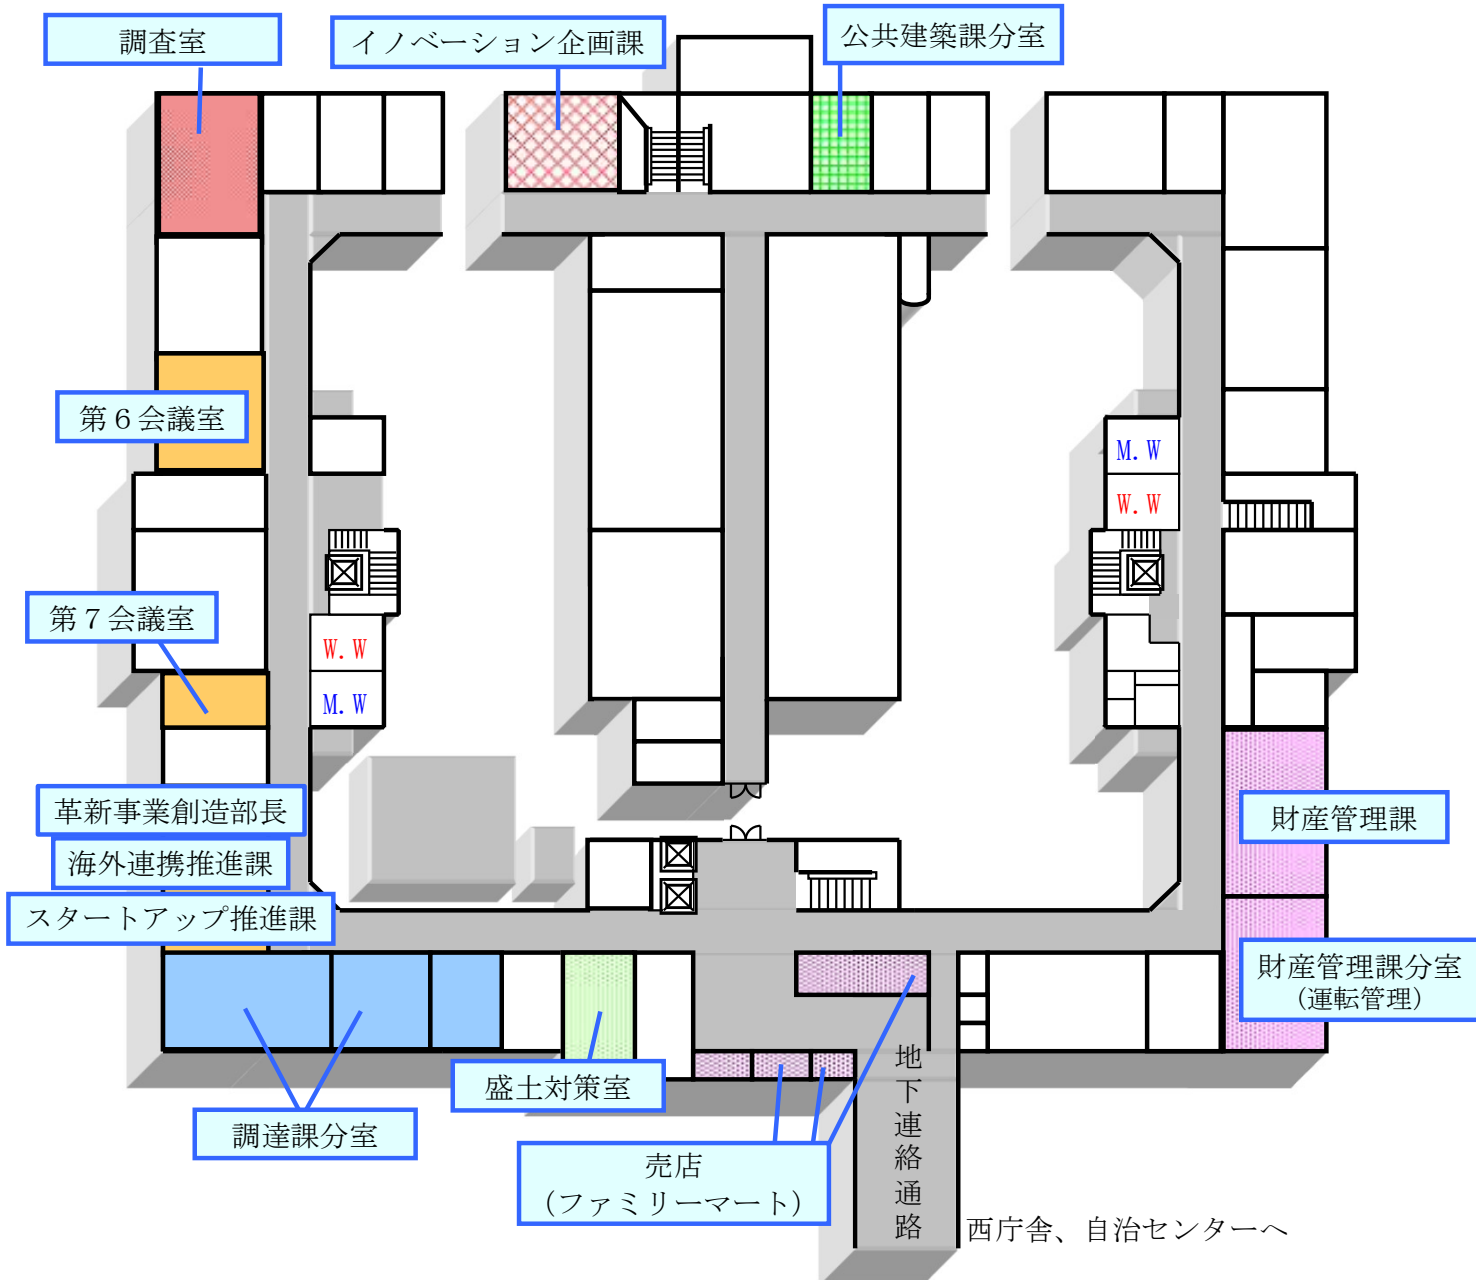 調査室
イノベーション企画課
公共建築課分室
第６会議室
M.W
W.W
第７会議室
W.W
M.W
革新事業創造部長
海外連携推進課
スタートアップ推進課
財産管理課
財産管理課分室
（運転管理）
盛土対策室
調達課分室
売店
（ファミリーマート）
地下連絡通路
西庁舎、自治センターへ